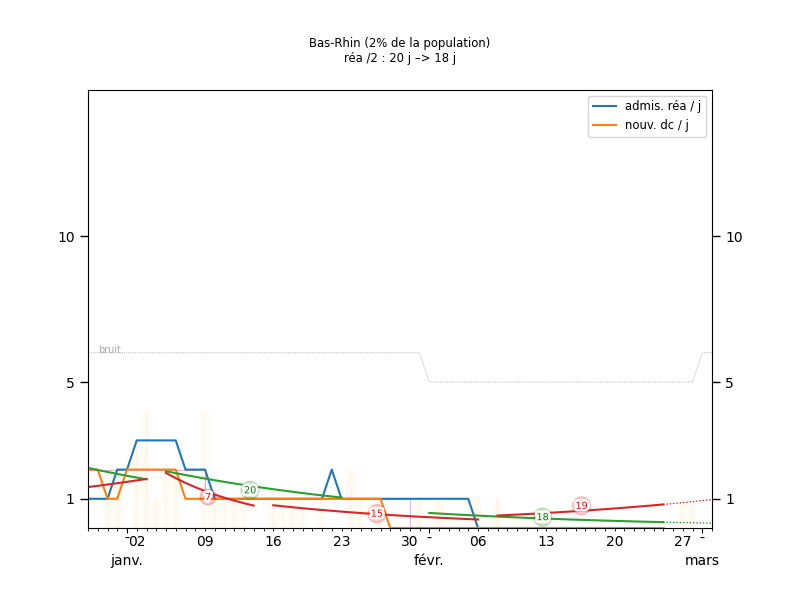 Bas-Rhin (2% de la population)
réa /2 : 20 j –> 18 j
admis. réa / j
nouv. dc / j
10
10
bruit
5
5
20
7
15
18
19
1
1
02
09
16
23
30
06
13
20
27
janv.
févr.
mars